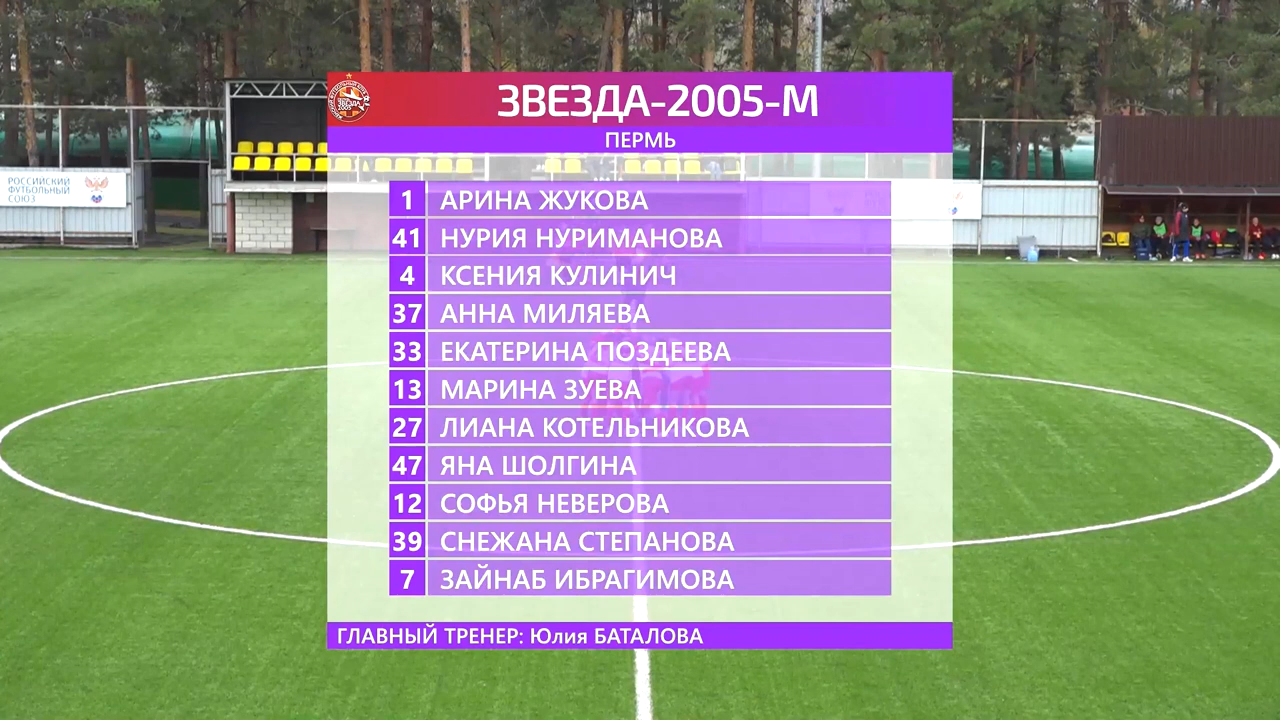 ЗВЕЗДА-2005-М
ПЕРМЬ
РОССИЙСКИЙ
ФУТБОЛЬНЫЙ
СОЮЗ
1 АРИНА ЖУКОВА
41 НУРИЯ НУРИМАНОВА
4 КСЕНИЯ КУЛИНИЧ
37 АННА МИЛЯЕВА
33 ЕКАТЕРИНА ПОЗДЕЕВА
13 МАРИНА ЗУЕВА
27 ЛИАНА КОТЕЛЬНИКОВА
47 ЯНА ШОЛГИНА
12 СОФЬЯ НЕВЕРОВА
39 СНЕЖАНА СТЕПАНОВА
7 ЗАЙНАБ ИБРАГИМОВА
ГЛАВНЫЙ ТРЕНЕР: Юлия БАТАЛОВА